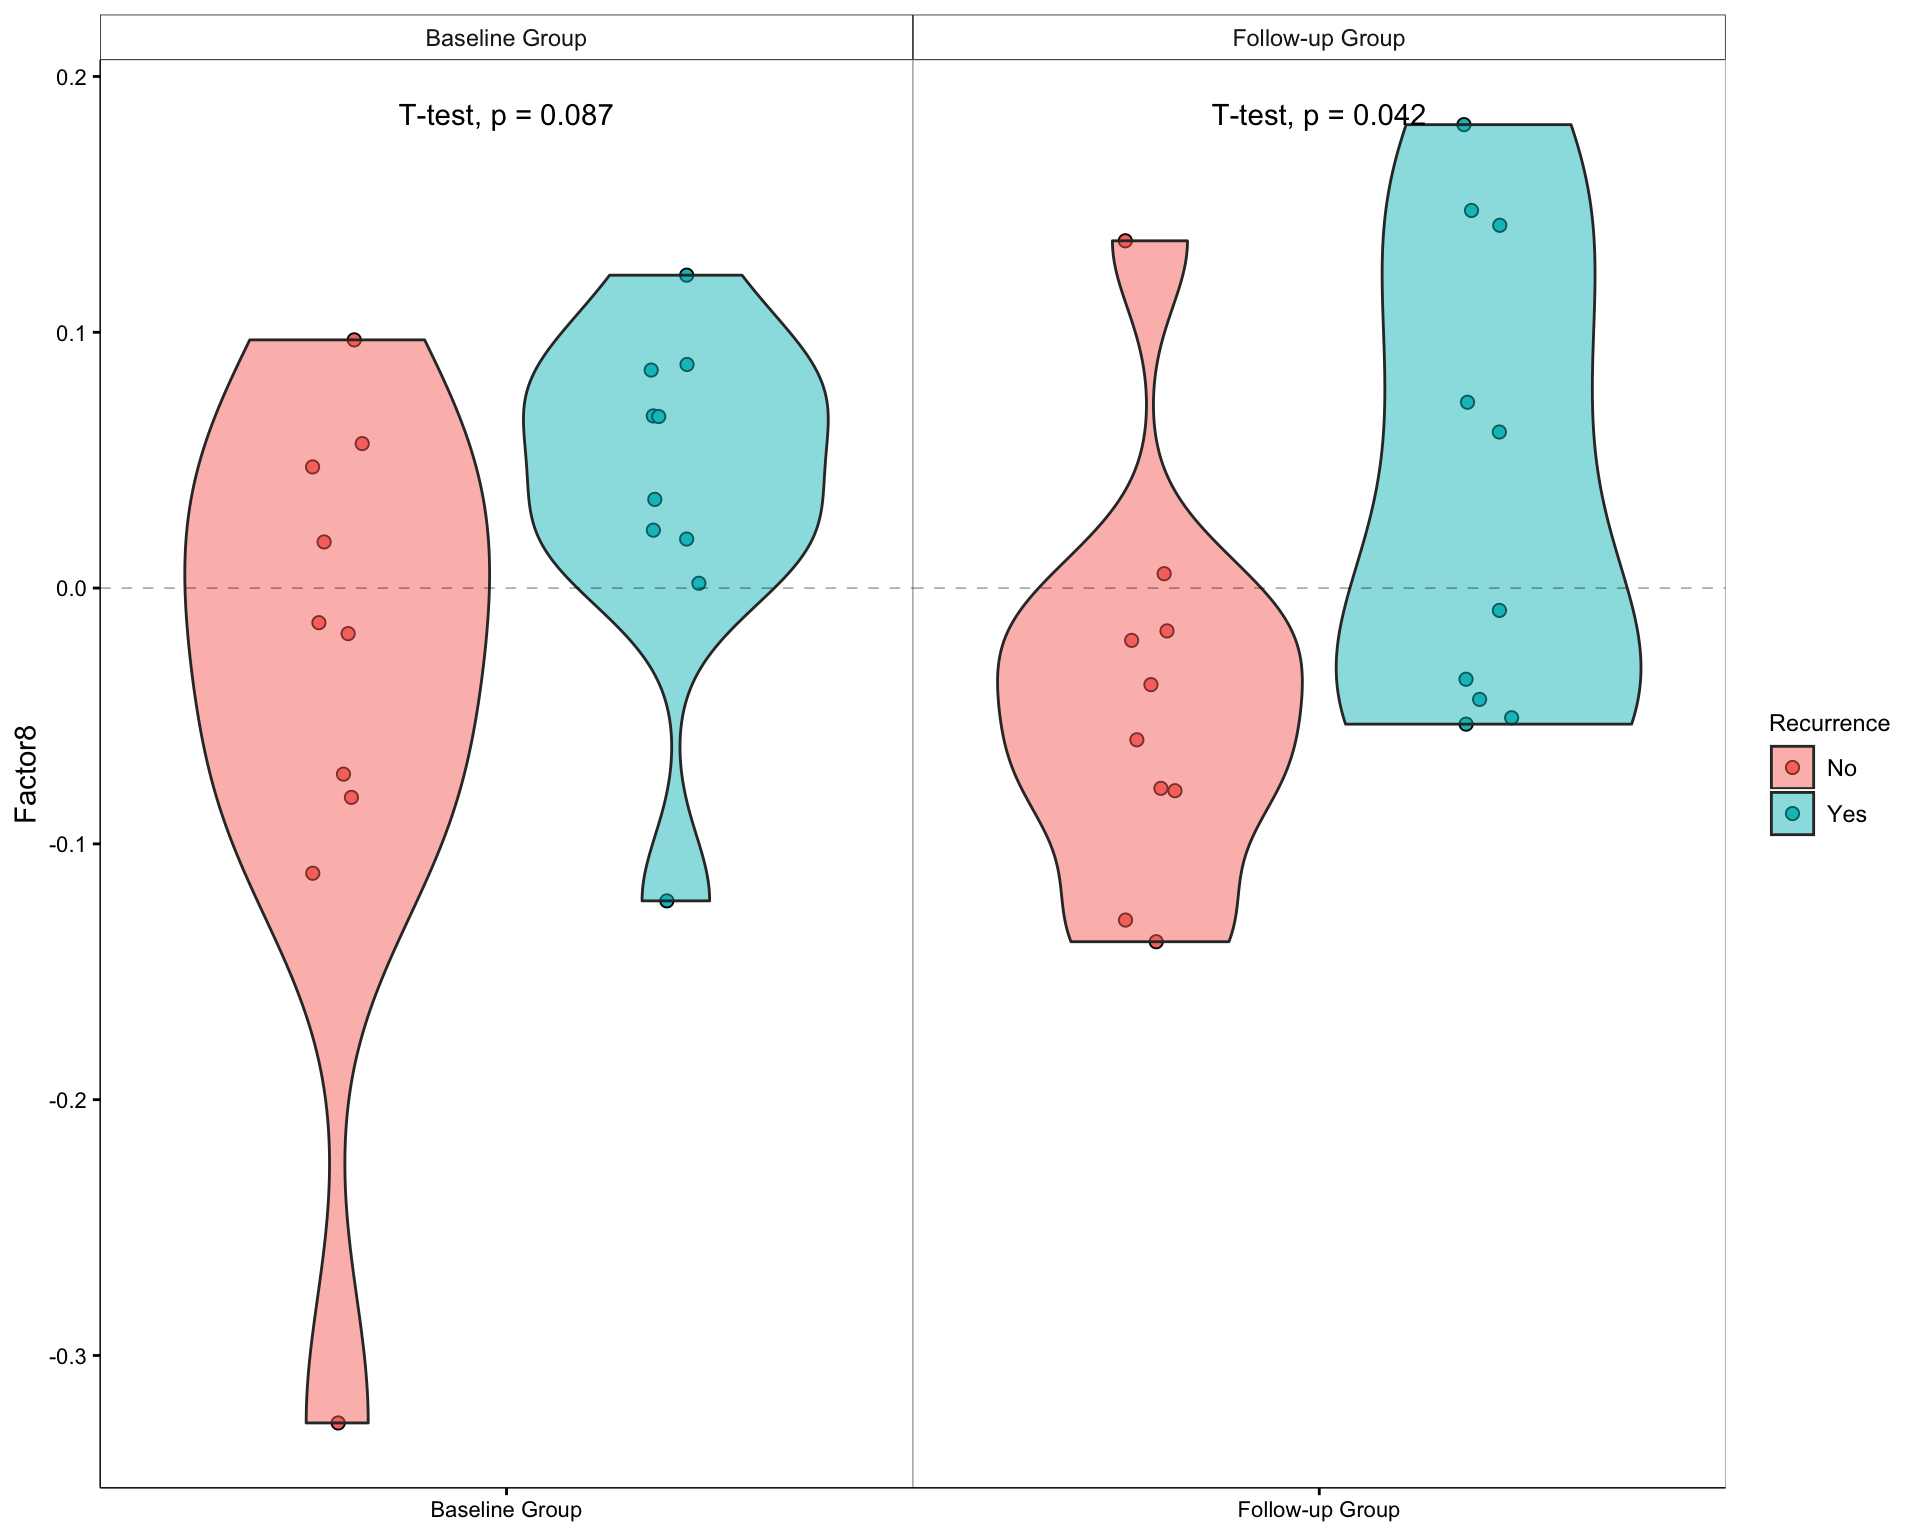 Baseline Group
Follow-up Group
T-test, p = 0.087
T-test, p = 0.042
0.2
0.1
0.0
-0.1
-0.2
-0.3
Factor8
Baseline Group
Follow-up Group
Recurrence
No
Yes